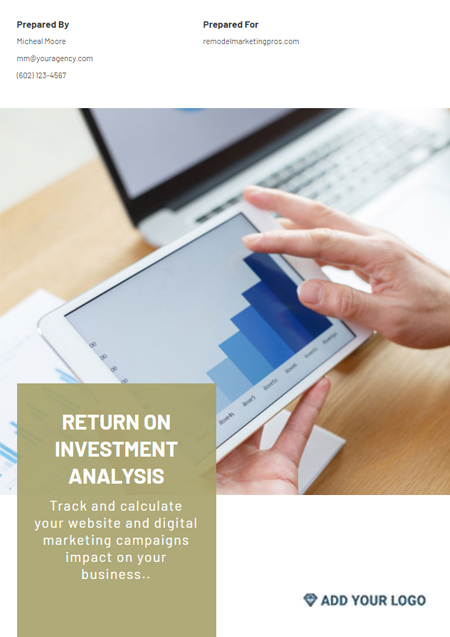 Prepared By
Prepared For
Micheal Moore
remodelmarketingpros.com
mm@youragency.com
(602) 123-4567
RETURN ON
INVESTMENT
ANALYSIS
Track and calculate
your website and digital
marketing campaigns
impact on your
business..
ADD YOUR LOGO